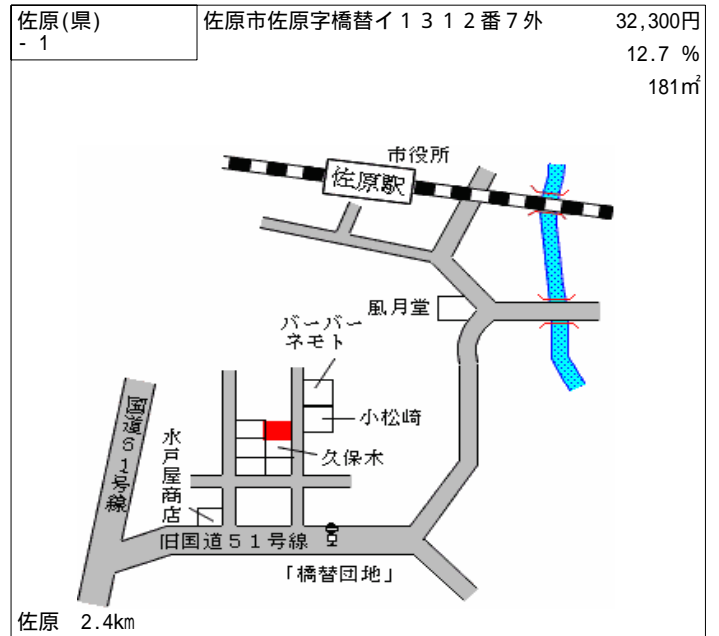 佐原(県)
- 1
佐原市佐原字橋替イ1312番7外
32,300円
12.7 %
181㎡
市役所
佐原駅
風月堂
バーバー
ネモト
小松崎
久保木
国道51号線
水戸屋商店
旧国道51号線
「橋替団地」
佐原 2.4km